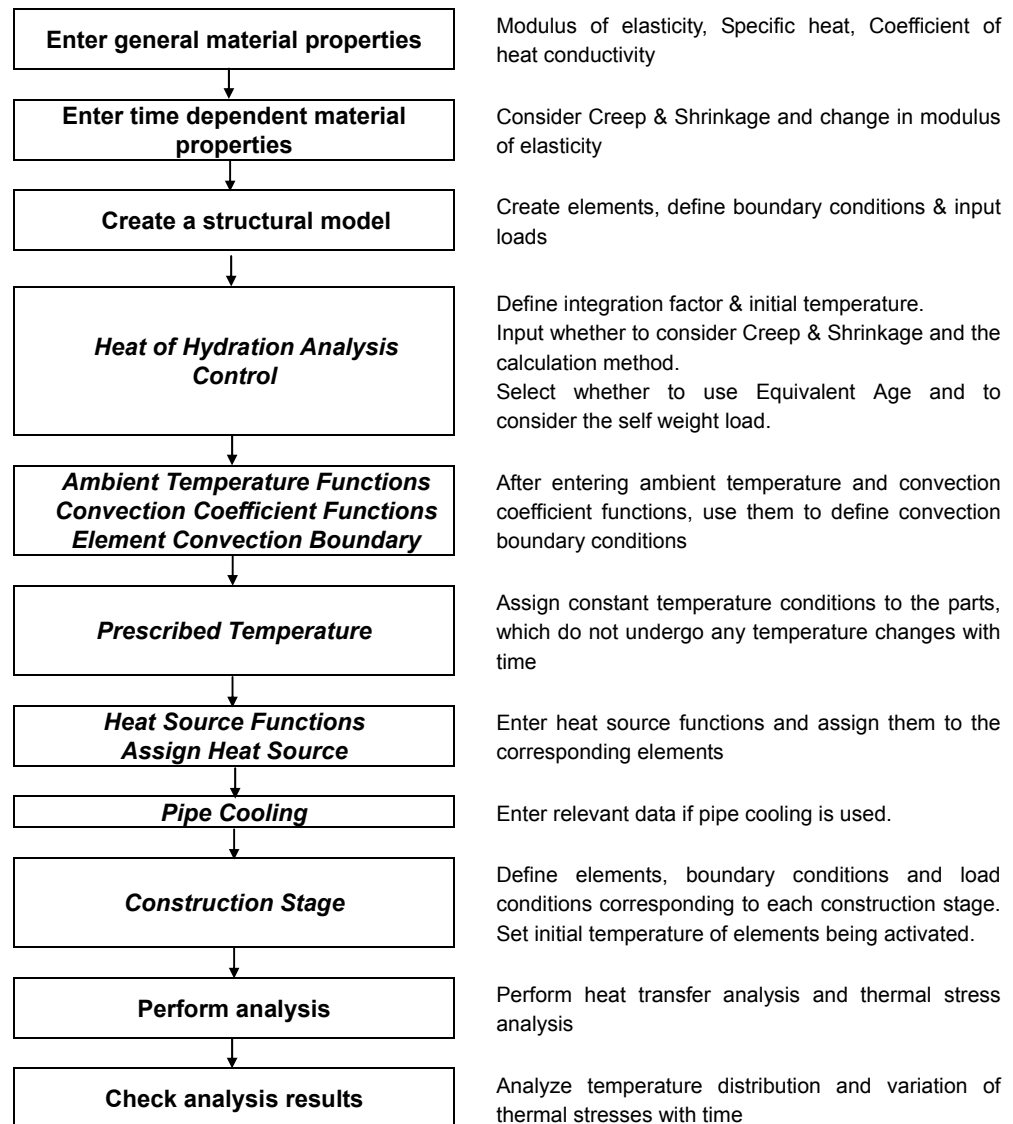 Enter general material properties
Modulus of elasticity, Specific heat, Coefficient of
heat conductivity
Enter time dependent material
properties
Consider Creep & Shrinkage and change in modulus
of elasticity
Create a structural model
Create elements, define boundary conditions & input
loads
Heat of Hydration Analysis
Control
Define integration factor & initial temperature.
Input whether to consider Creep & Shrinkage and the
calculation method.
Select whether to use Equivalent Age and to
consider the self weight load.
Ambient Temperature Functions
Convection Coefficient Functions
Element Convection Boundary
After entering ambient temperature and convection
coefficient functions, use them to define convection
boundary conditions
Prescribed Temperature
Assign constant temperature conditions to the parts,
which do not undergo any temperature changes with
time
Heat Source Functions
Assign Heat Source
Enter heat source functions and assign them to the
corresponding elements
Pipe Cooling
Enter relevant data if pipe cooling is used.
Construction Stage
Define elements, boundary conditions and load
conditions corresponding to each construction stage.
Set initial temperature of elements being activated.
Perform analysis
Perform heat transfer analysis and thermal stress
analysis
Check analysis results
Analyze temperature distribution and variation of
thermal stresses with time